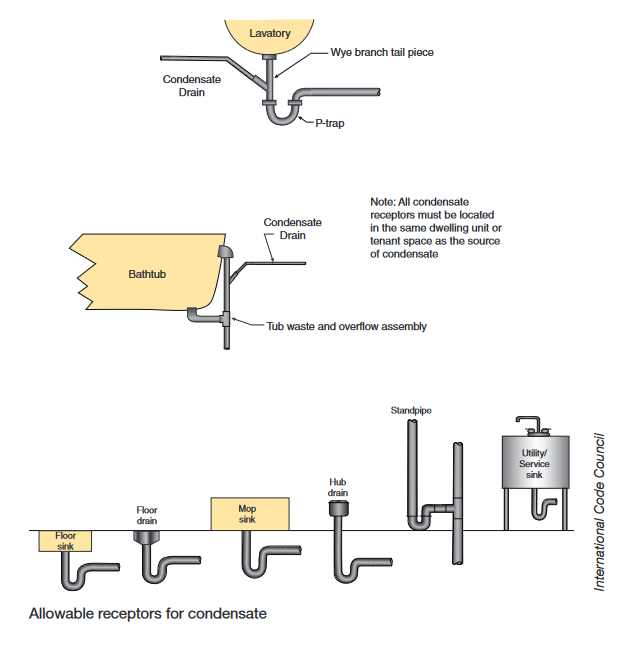 Lavatory
Wye branch tail piece
Condensate
Drain
P-trap
Note: All condensate
receptors must be located
in the same dwelling unit or
tenant space as the source
of condensate
Condensate
Drain
Bathtub
Tub waste and overflow assembly
Standpipe
Utility/
Service
sink
Hub
drain
Floor
drain
Mop
sink
Floor
sink
International Code Council
Allowable receptors for condensate